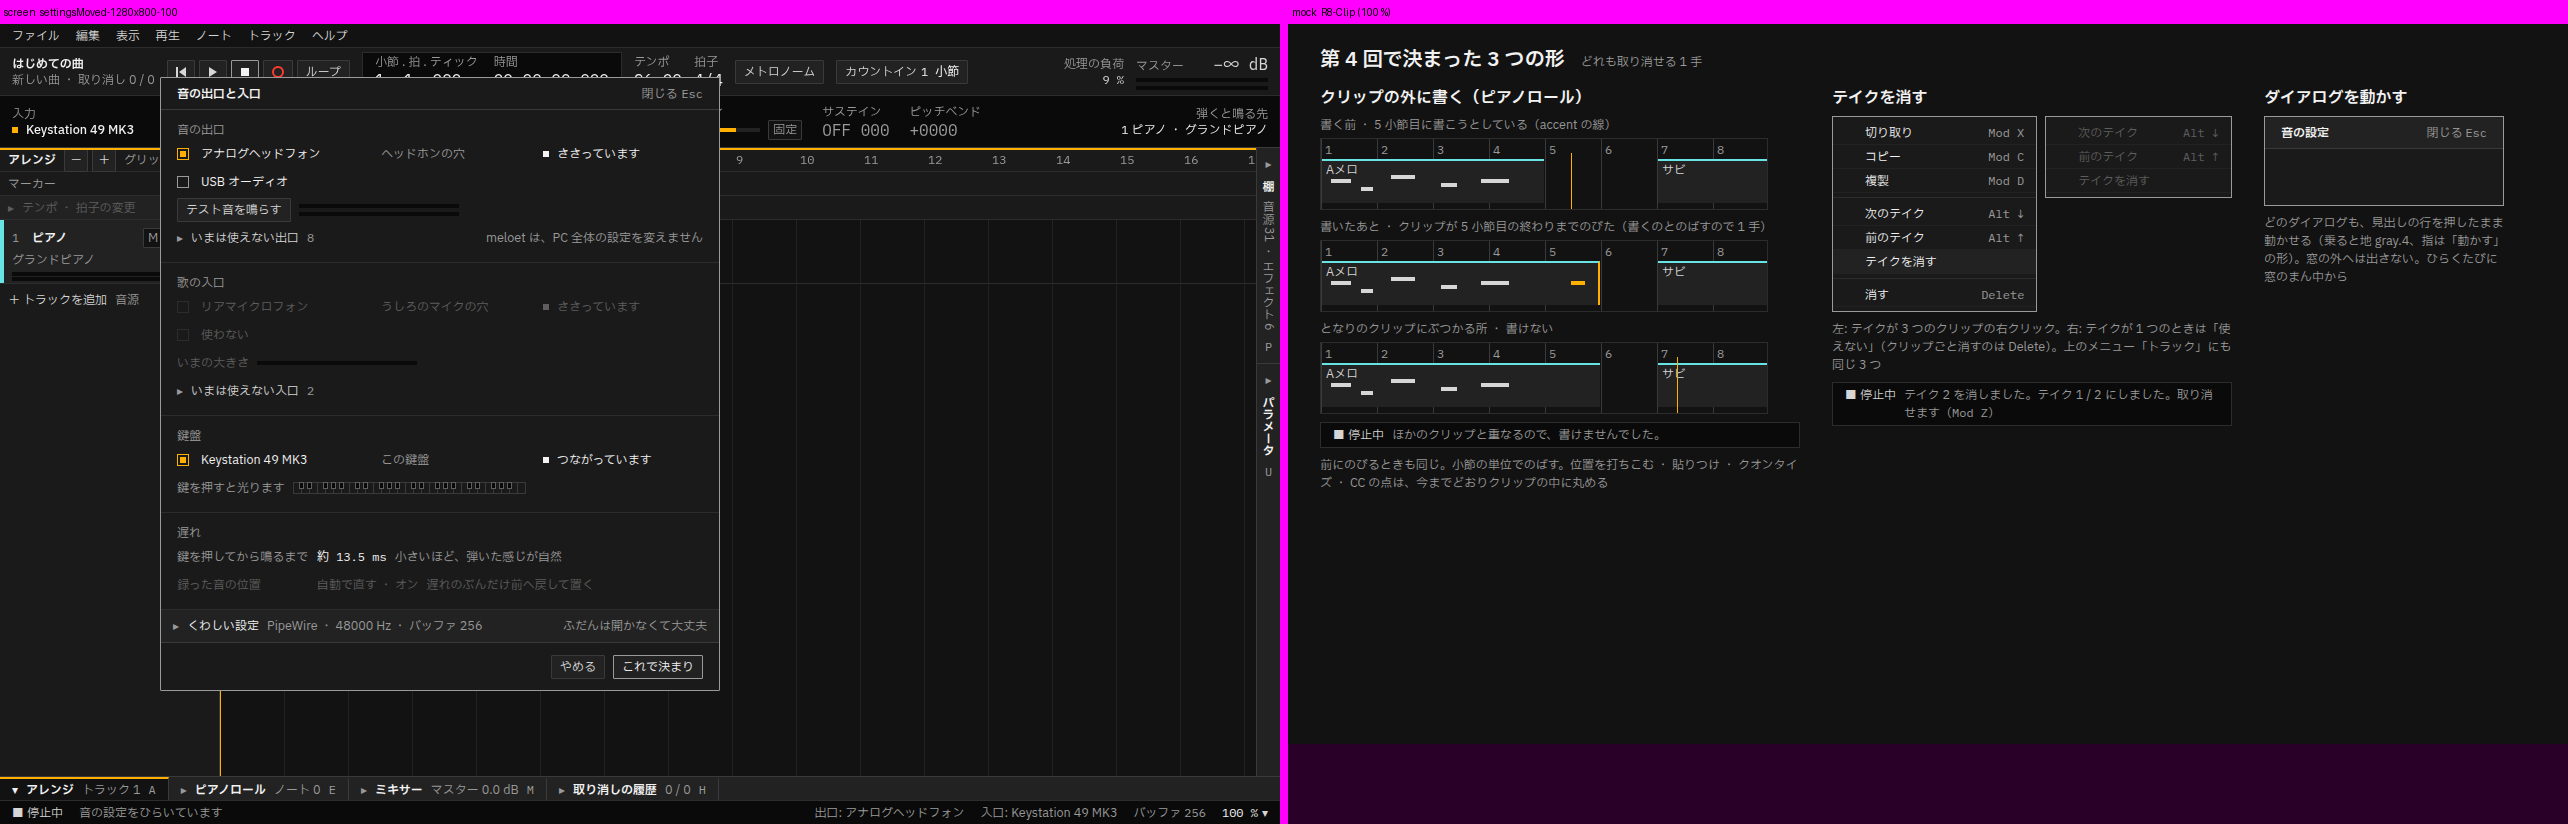 screen settingsMoved-1280x800-100
ファイル 編集 表示 再生 ノート トラック ヘルプ
はじめての曲
新しい曲 · 取り消し 0 / 0
ループ
小節 . 拍 . ティック 時間
テンポ 拍子
メトロノーム
カウントイン 1 小節
処理の負荷
9 %
マスター
-∞ dB
入力
Keystation 49 MK3
固定
サステイン
OFF 000
ピッチベンド
+0000
弾くと鳴る先
1 ピアノ · グランドピアノ
アレンジ − +
9 10 11 12 13 14 15 16
マーカー
▸ テンポ · 拍子の変更
1 ピアノ M
グランドピアノ
+ トラックを追加 音源
音の出口と入口
閉じる Esc
音の出口
アナログヘッドフォン ヘッドホンの穴 ささっています
USB オーディオ
テスト音を鳴らす
▸ いまは使えない出口 8
meloet は、PC 全体の設定を変えません
歌の入口
リアマイクロフォン うしろのマイクの穴 ささっています
使わない
いまの大きさ
▸ いまは使えない入口 2
鍵盤
Keystation 49 MK3 この鍵盤 つながっています
鍵を押すと光ります
遅れ
鍵を押してから鳴るまで 約 13.5 ms 小さいほど、弾いた感じが自然
録った音の位置 自動で直す · オン 遅れのぶんだけ前へ戻して置く
▸ くわしい設定 PipeWire · 48000 Hz · バッファ 256
ふだんは開かなくて大丈夫
やめる
これで決まり
▸ 棚 音源 31 · エフェクト 6 P
▸ パラメータ U
▾ アレンジ トラック 1 A
▸ ピアノロール ノート 0 E
▸ ミキサー マスター 0.0 dB M
▸ 取り消しの履歴 0 / 0 H
■ 停止中 音の設定をひらいています
出口: アナログヘッドフォン 入口: Keystation 49 MK3 バッファ 256 100 % ▾
mock R8-Clip (100 %)
第 4 回で決まった 3 つの形 どれも取り消せる 1 手
クリップの外に書く（ピアノロール）
書く前 · 5 小節目に書こうとしている（accent の線）
1 2 3 4 5 6 7 8
Aメロ サビ
書いたあと · クリップが 5 小節目の終わりまでのびた（書くのとのばすので 1 手）
1 2 3 4 5 6 7 8
Aメロ サビ
となりのクリップにぶつかる所 · 書けない
1 2 3 4 5 6 7 8
Aメロ サビ
■ 停止中 ほかのクリップと重なるので、書けませんでした。
前にのびるときも同じ。小節の単位でのばす。位置を打ちこむ · 貼りつけ · クオンタイ
ズ · CC の点は、今までどおりクリップの中に丸める
テイクを消す
切り取り Mod X
コピー Mod C
複製 Mod D
次のテイク Alt ↓
前のテイク Alt ↑
テイクを消す
消す Delete
次のテイク Alt ↓
前のテイク Alt ↑
テイクを消す
左: テイクが 3 つのクリップの右クリック。右: テイクが 1 つのときは「使
えない」（クリップごと消すのは Delete）。上のメニュー「トラック」にも
同じ 3 つ
■ 停止中 テイク 2 を消しました。テイク 1 / 2 にしました。取り消
せます（Mod Z）
ダイアログを動かす
音の設定 閉じる Esc
どのダイアログも、見出しの行を押したまま
動かせる（乗ると地 gray.4、指は「動かす」
の形）。窓の外へは出さない。ひらくたびに
窓のまん中から